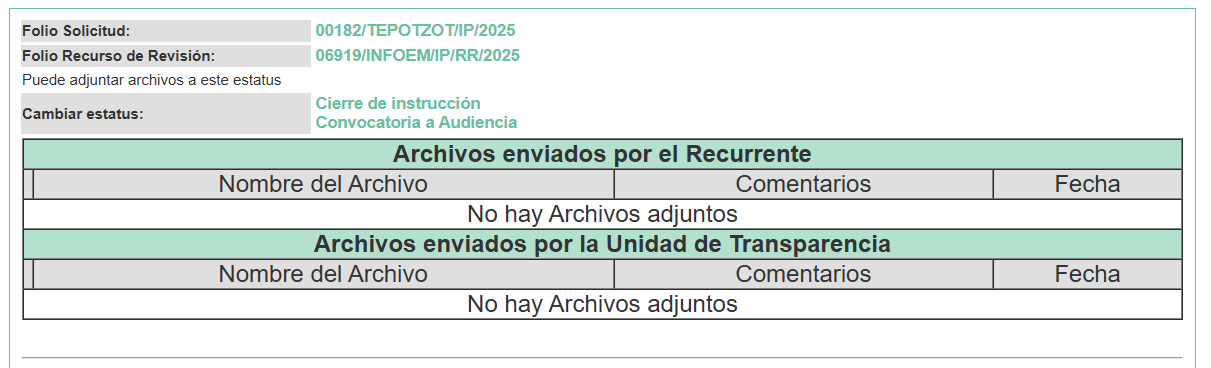 Folio Solicitud: 00182/TEPOTZOT/IP/2025
Folio Recurso de Revisión: 06919/INFOEM/IP/RR/2025
Puede adjuntar archivos a este estatus
Cambiar estatus: Cierre de instrucción
Convocatoria a Audiencia
Archivos enviados por el Recurrente
Nombre del Archivo Comentarios Fecha
No hay Archivos adjuntos
Archivos enviados por la Unidad de Transparencia
Nombre del Archivo Comentarios Fecha
No hay Archivos adjuntos